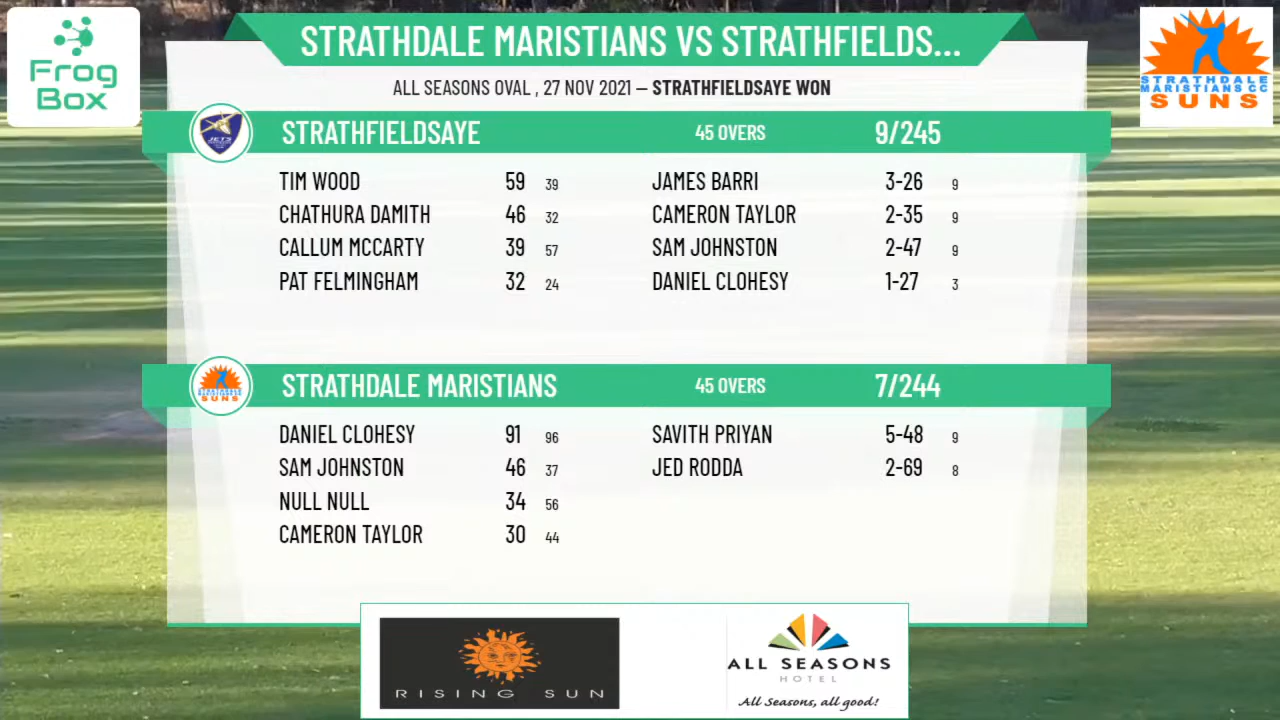 Frog
Box
STRATHDALE MARISTIANS VS STRATHFIELDS...
STRATHDALE
MARISTIANS CC
SUNS
ALL SEASONS OVAL , 27 NOV 2021 – STRATHFIELDSAYE WON
JETS
STRATHFIELDSAYE 45 OVERS 9/245
TIM WOOD 59 39 JAMES BARRI 3-26 9
CHATHURA DAMITH 46 32 CAMERON TAYLOR 2-35 9
CALLUM MCCARTY 39 57 SAM JOHNSTON 2-47 9
PAT FELMINGHAM 32 24 DANIEL CLOHESY 1-27 3
SUNS
STRATHDALE MARISTIANS 45 OVERS 7/244
DANIEL CLOHESY 91 96 SAVITH PRIYAN 5-48 9
SAM JOHNSTON 46 37 JED RODDA 2-69 8
NULL NULL 34 56
CAMERON TAYLOR 30 44
RISING SUN
ALL SEASONS
HOTEL
All Seasons, all good!